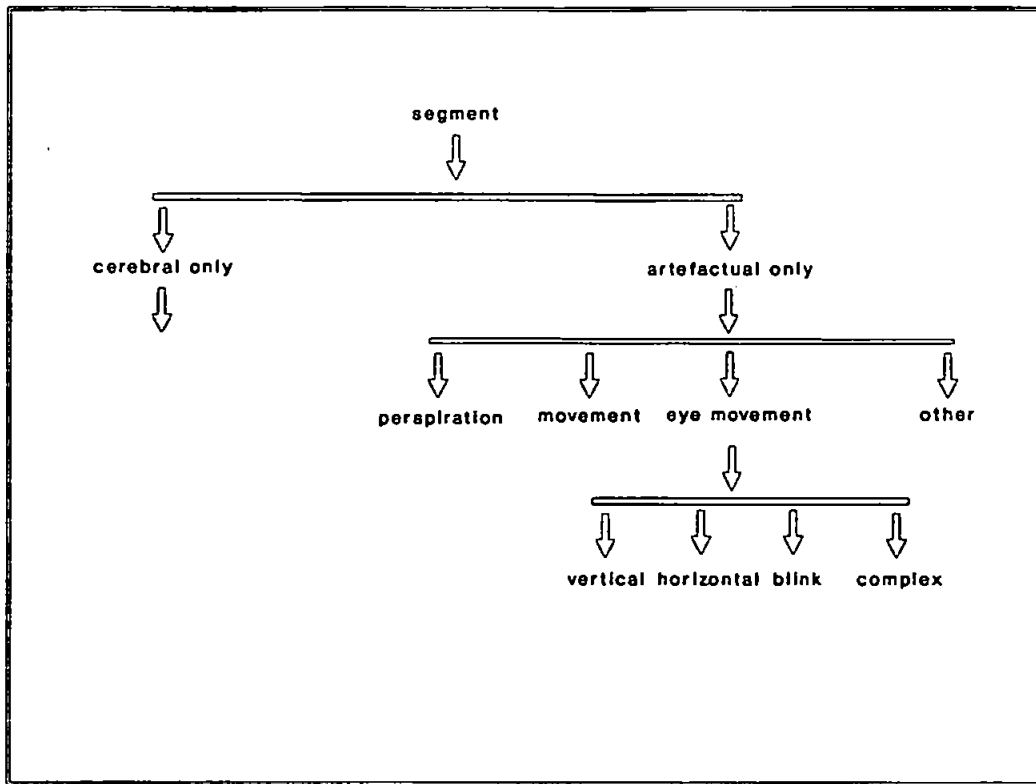 segment
cerebral only
artefactual only
perspiration movement eye movement other
vertical horizontal blink complex